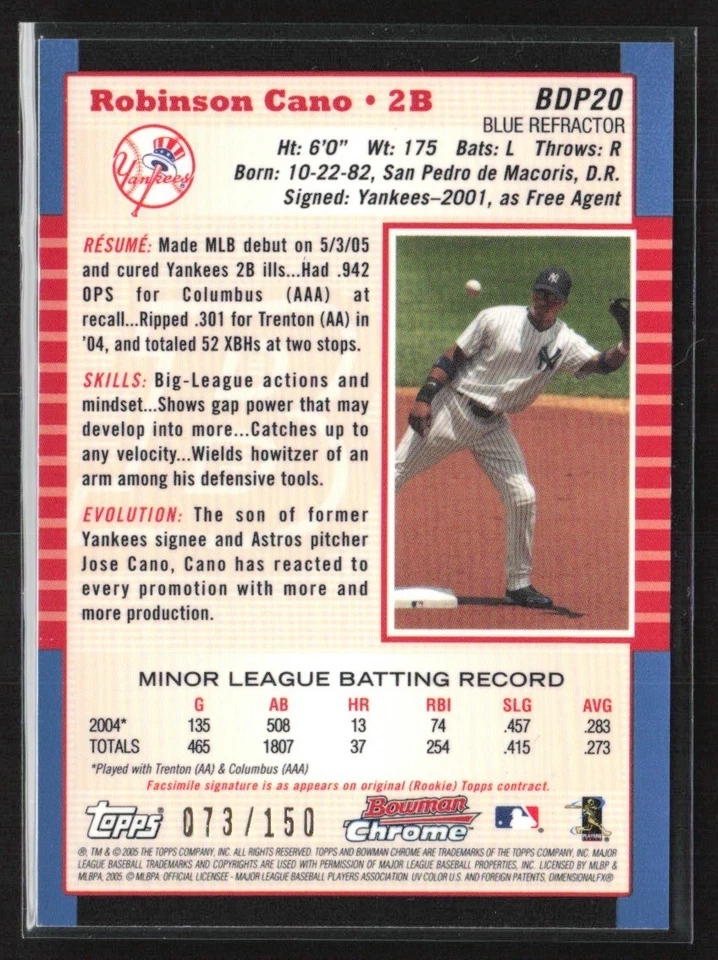 Robinson Cano • 2B
BDP20
BLUE REFRACTOR
Yankees
Ht: 6'0" Wt: 175 Bats: L Throws: R
Born: 10-22-82, San Pedro de Macoris, D.R.
Signed: Yankees–2001, as Free Agent
RÉSUMÉ: Made MLB debut on 5/3/05
and cured Yankees 2B ills...Had .942
OPS for Columbus (AAA) at
recall...Ripped .301 for Trenton (AA) in
'04, and totaled 52 XBHs at two stops.
SKILLS: Big-League actions and
mindset...Shows gap power that may
develop into more...Catches up to
any velocity...Wields howitzer of an
arm among his defensive tools.
EVOLUTION: The son of former
Yankees signee and Astros pitcher
Jose Cano, Cano has reacted to
every promotion with more and
more production.
MINOR LEAGUE BATTING RECORD
G AB HR RBI SLG AVG
2004* 135 508 13 74 .457 .283
TOTALS 465 1807 37 254 .415 .273
*Played with Trenton (AA) & Columbus (AAA)
Facsimile signature is as appears on original (Rookie) Topps contract.
Topps 073/150 Bowman
Chrome
®, TM & © 2005 THE TOPPS COMPANY, INC. ALL RIGHTS RESERVED. TOPPS AND BOWMAN CHROME ARE TRADEMARKS OF THE TOPPS COMPANY, INC. MAJOR
LEAGUE BASEBALL TRADEMARKS AND COPYRIGHTS ARE USED WITH PERMISSION OF MAJOR LEAGUE BASEBALL PROPERTIES, INC. LICENSED BY MLBP &
MLBPA, 2005. © MLBPA. OFFICIAL LICENSEE - MAJOR LEAGUE BASEBALL PLAYERS ASSOCIATION. UV COLOR U.S. AND FOREIGN PATENTS, DIMENSIONALFX®